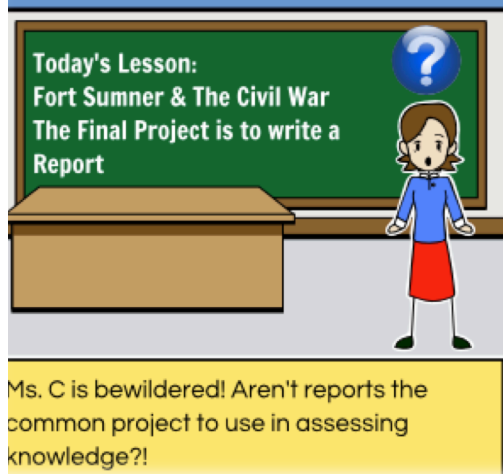 ?
Today's Lesson:
Fort Sumner & The Civil War
The Final Project is to write a
Report
Ms. C is bewildered! Aren't reports the
common project to use in assessing
knowledge?!